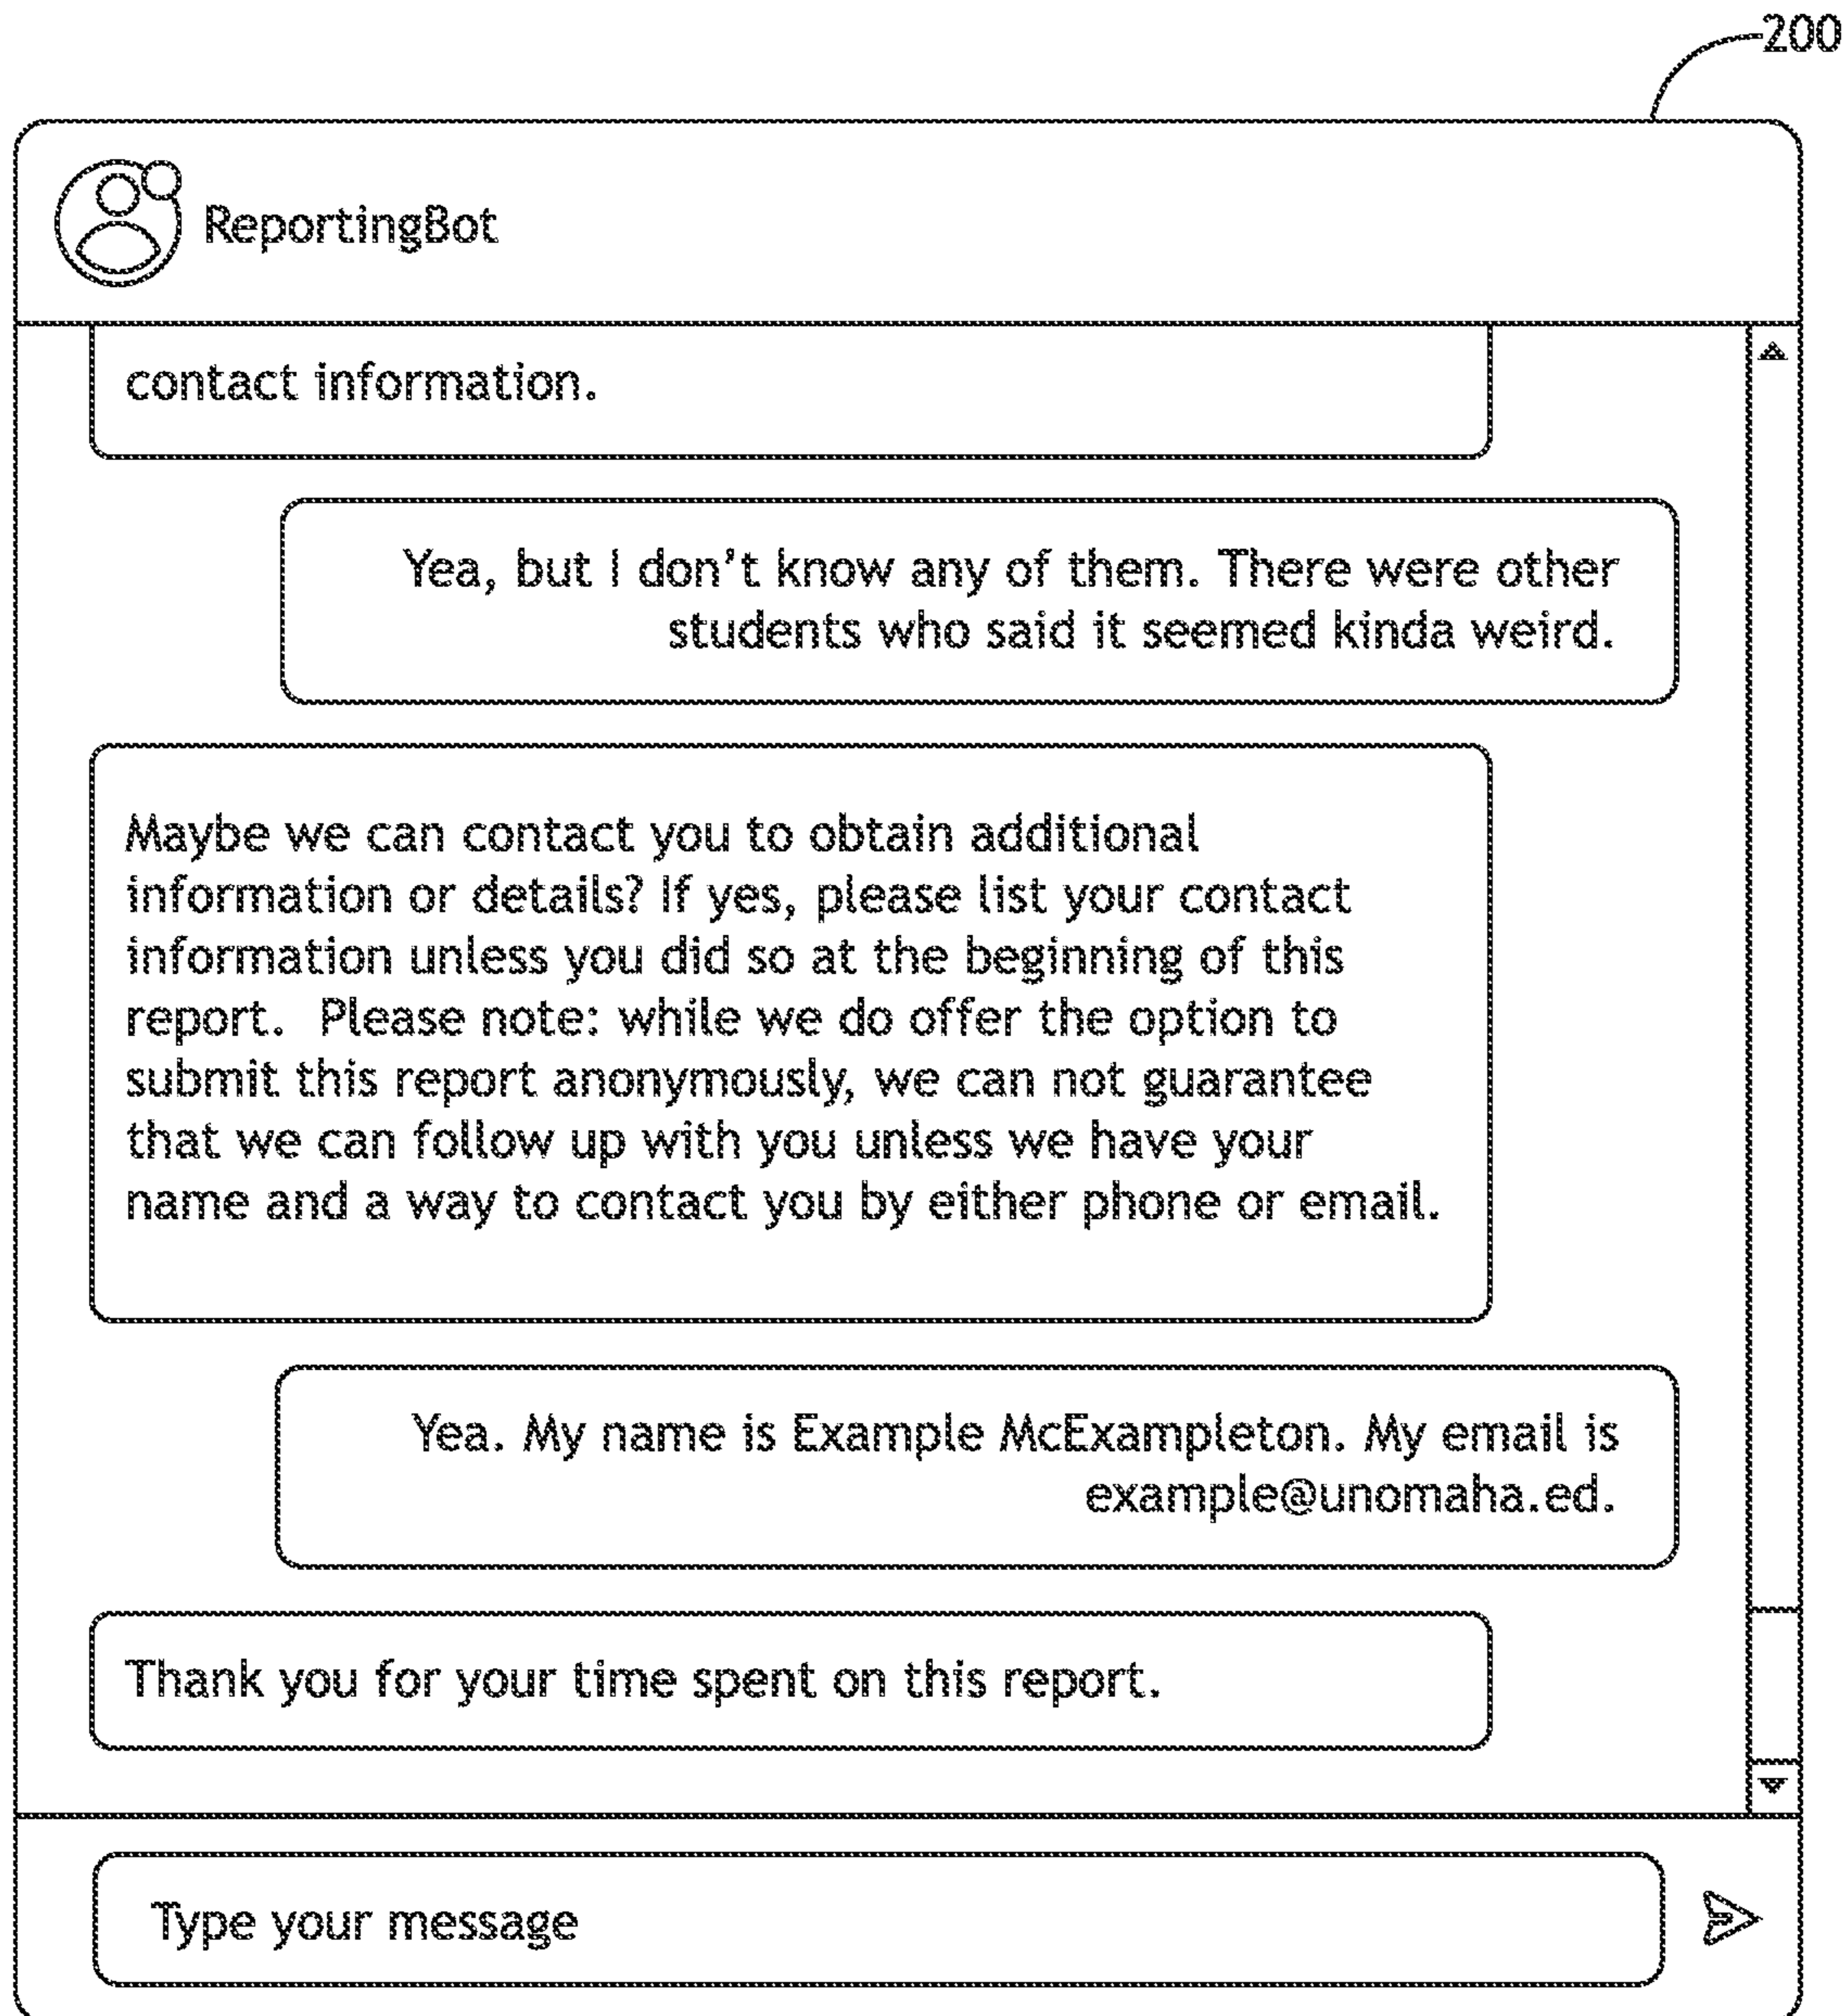 200
ReportingBot
contact information.
Yea, but I don't know any of them. There were other
students who said it seemed kinda weird.
Maybe we can contact you to obtain additional
information or details? If yes, please list your contact
information unless you did so at the beginning of this
report.  Please note: while we do offer the option to
submit this report anonymously, we can not guarantee
that we can follow up with you unless we have your
name and a way to contact you by either phone or email.
Yea. My name is Example McExampleton. My email is
example@unomaha.ed.
Thank you for your time spent on this report.
Type your message